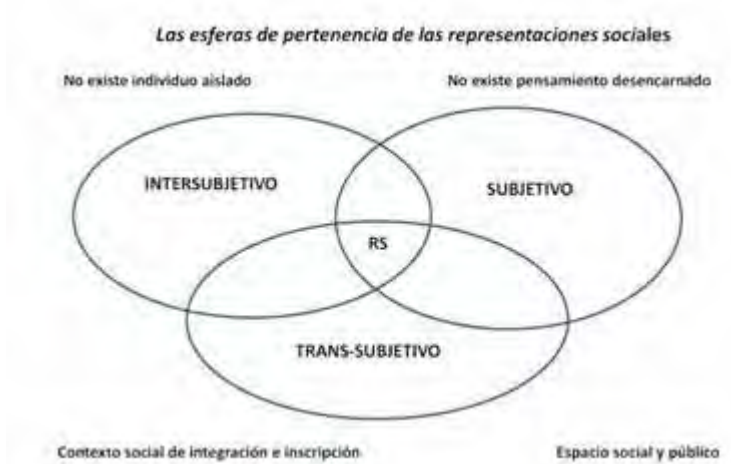 Las esferas de pertenencia de las representaciones sociales
No existe individuo aislado
No existe pensamiento desencarnado
INTERSUBJETIVO
SUBJETIVO
RS
TRANS-SUBJETIVO
Contexto social de integración e inscripción
Espacio social y público